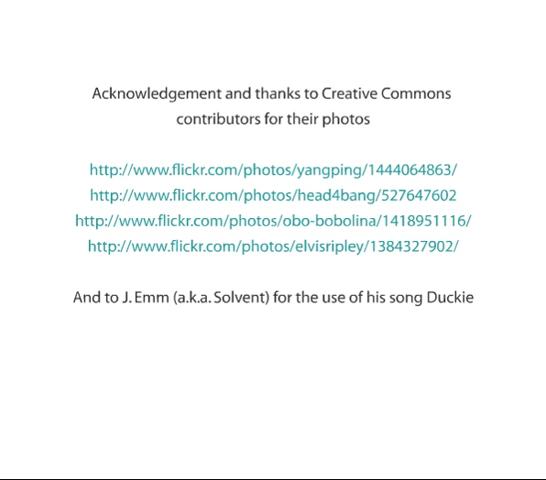 Acknowledgement and thanks to Creative Commons
contributors for their photos
http://www.flickr.com/photos/yangping/1444064863/
http://www.flickr.com/photos/head4bang/527647602
http://www.flickr.com/photos/obo-bobolina/1418951116/
http://www.flickr.com/photos/elvisripley/1384327902/
And to J. Emm (a.k.a. Solvent) for the use of his song Duckie